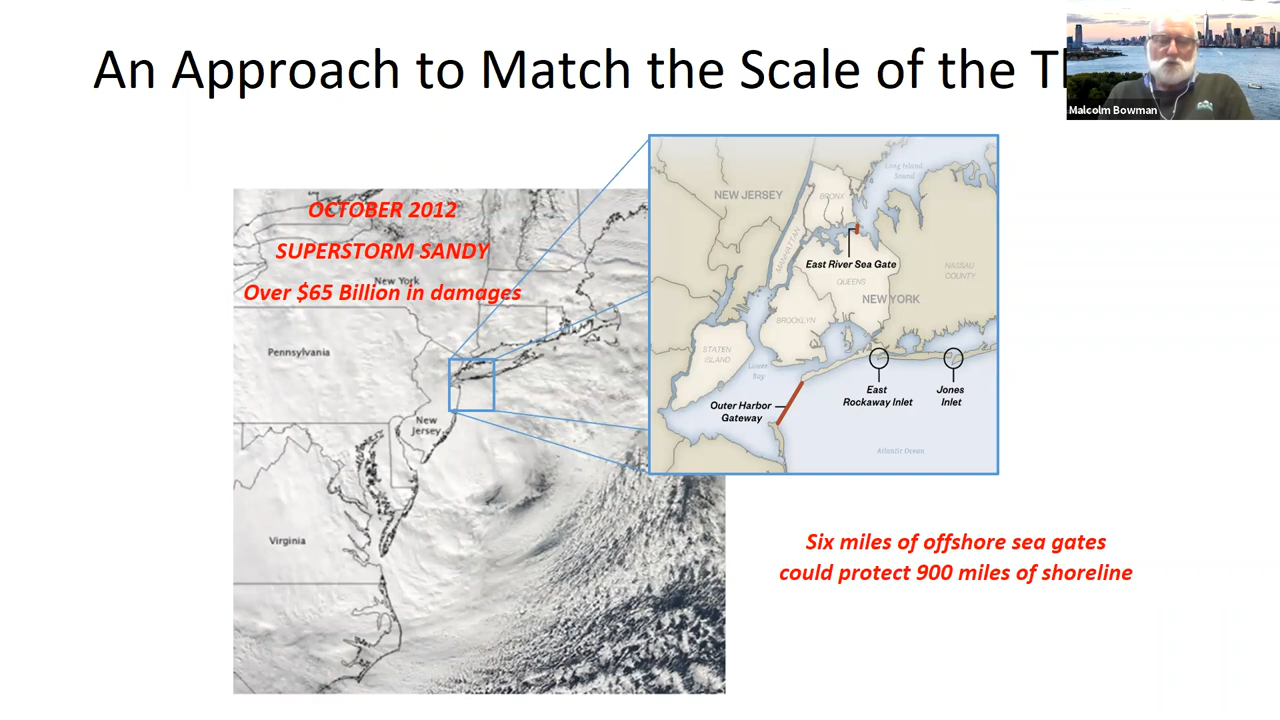 An Approach to Match the Scale of the
Malcolm Bowman
OCTOBER 2012
SUPERSTORM SANDY
Over $65 Billion in damages
New York
Pennsylvania
New
Jersey
Virginia
Long Island
Sound
NEW JERSEY
BRONX
MANHATTAN
East River Sea Gate
QUEENS
NASSAU
COUNTY
NEW YORK
BROOKLYN
STATEN
ISLAND
Lower
Bay
Outer Harbor
Gateway
East
Rockaway Inlet
Jones
Inlet
Atlantic Ocean
Six miles of offshore sea gates
could protect 900 miles of shoreline